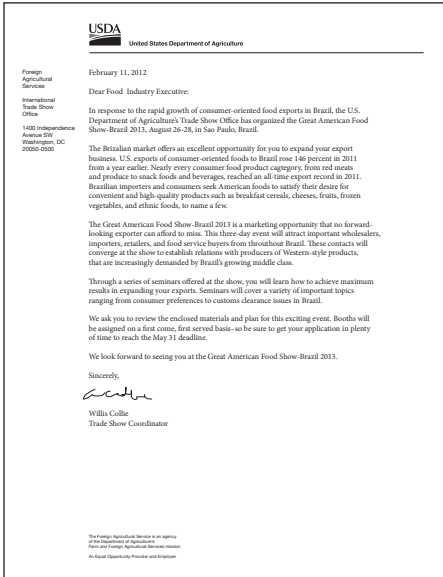 USDA
United States Department of Agriculture
Foreign
Agricultural
Services
International
Trade Show
Office
1400 Independence
Avenue SW
Washington, DC
20050-0500
February 11, 2012
Dear Food Industry Executive:
In response to the rapid growth of consumer-oriented food exports in Brazil, the U.S.
Department of Agriculture's Trade Show Office has organized the Great American Food
Show-Brazil 2013, August 26-28, in Sao Paulo, Brazil.
The Brizalian market offers an excellent opportunity for you to expand your export
business. U.S. exports of consumer-oriented foods to Brazil rose 146 percent in 2011
from a year earlier. Nearly every consumer food product cagtegory, from red meats
and produce to snack foods and beverages, reached an all-time export record in 2011.
Brazilian importers and consumers seek American foods to satisfy their desire for
convenient and high-quality products such as breakfast cereals, cheeses, fruits, frozen
vegetables, and ethnic foods, to name a few.
The Great American Food Show-Brazil 2013 is a marketing opportunity that no forward-
looking exporter can afford to miss. This three-day event will attract important wholesalers,
importers, retailers, and food service buyers from throuthout Brazil. These contacts will
converge at the show to establish relations with producers of Western-style products,
that are increasingly demanded by Brazil's growing middle class.
Through a series of seminars offered at the show, you will learn how to achieve maximum
results in expanding your exports. Seminars will cover a variety of important topics
ranging from consumer preferences to customs clearance issues in Brazil.
We ask you to review the enclosed materials and plan for this exciting event. Booths will
be assigned on a first come, first served basis–so be sure to get your application in plenty
of time to reach the May 31 deadline.
We look forward to seeing you at the Great American Food Show-Brazil 2013.
Sincerely,
Willis Collie
Trade Show Coordinator
The Foreign Agricultural Service is an agency
of the Department of Agriculture's
Farm and Foreign Agricultural Services mission
An Equal Opportunity Provider and Employer